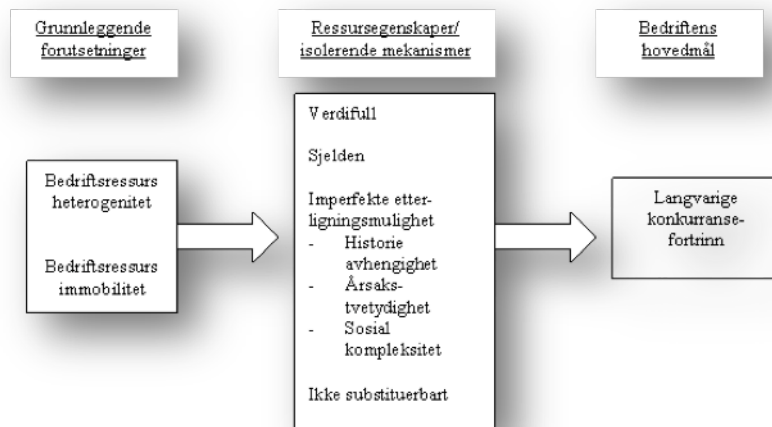 Grunnleggende
forutsetninger
Ressursegenskaper/
isolerende mekanismer
Bedriftens
hovedmål
Bedriftsressurs
heterogenitet
Bedriftsressurs
immobilitet
Verdifull
Sjelden
Imperfekte etter-
ligningsmulighet
- Historie
avhengighet
- Årsaks-
tvetydighet
- Sosial
kompleksitet
Ikke substituerbart
Langvarige
konkurranse-
fortrinn